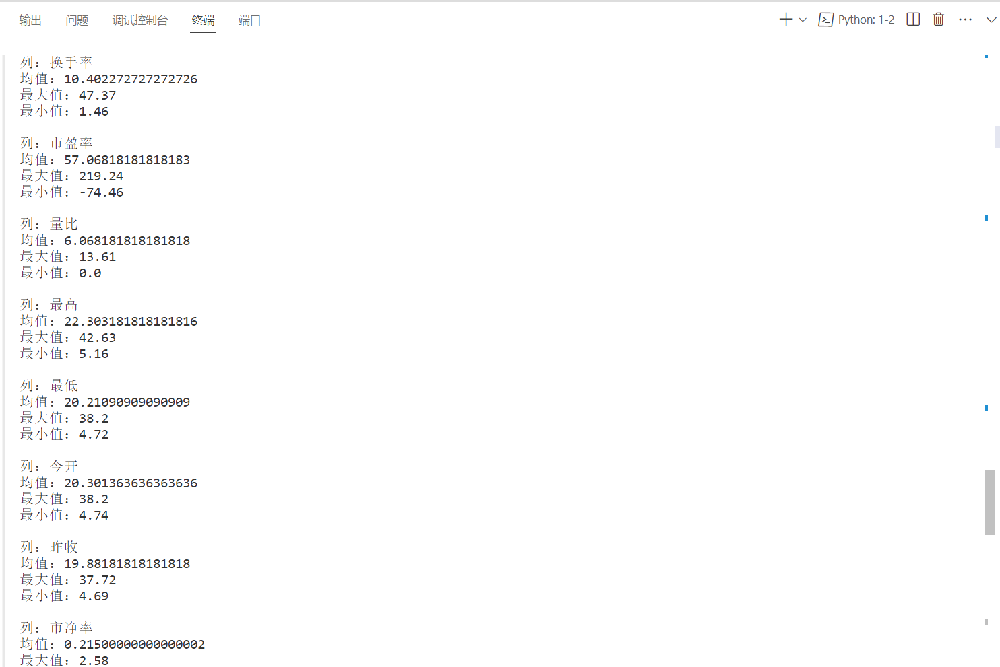 输出 问题 调试控制台 终端 端口 Python: 1-2
列: 换手率
均值: 10.402272727272726
最大值: 47.37
最小值: 1.46
列: 市盈率
均值: 57.06818181818183
最大值: 219.24
最小值: -74.46
列: 量比
均值: 6.068181818181818
最大值: 13.61
最小值: 0.0
列: 最高
均值: 22.303181818181816
最大值: 42.63
最小值: 5.16
列: 最低
均值: 20.21090909090909
最大值: 38.2
最小值: 4.72
列: 今开
均值: 20.301363636363636
最大值: 38.2
最小值: 4.74
列: 昨收
均值: 19.88181818181818
最大值: 37.72
最小值: 4.69
列: 市净率
均值: 0.21500000000000002
最大值: 2.58